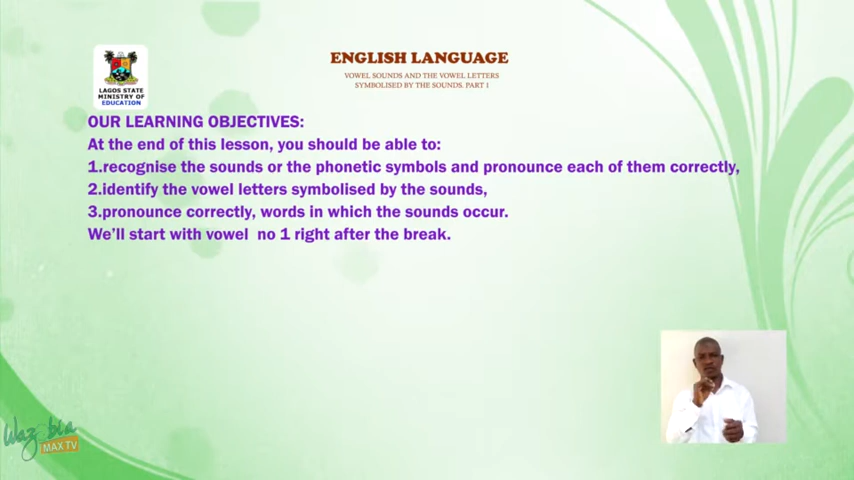 LAGOS STATE
MINISTRY OF
EDUCATION
ENGLISH LANGUAGE
VOWEL SOUNDS AND THE VOWEL LETTERS
SYMBOLISED BY THE SOUNDS. PART 1
OUR LEARNING OBJECTIVES:
At the end of this lesson, you should be able to:
1.recognise the sounds or the phonetic symbols and pronounce each of them correctly,
2.identify the vowel letters symbolised by the sounds,
3.pronounce correctly, words in which the sounds occur.
We'll start with vowel no 1 right after the break.
Wazobia
MAX TV